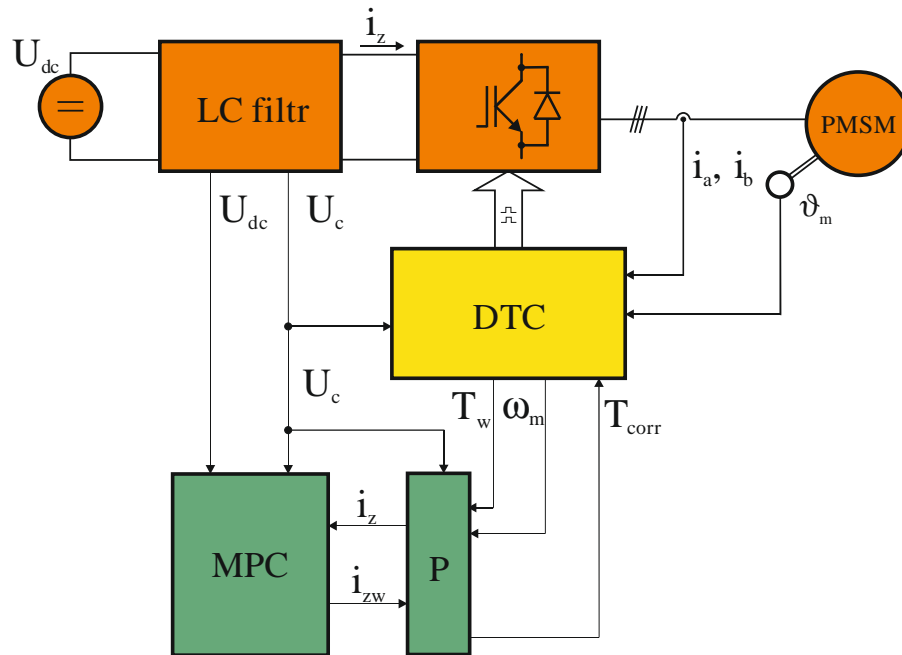 i_z
U_dc
=
LC filtr
PMSM
i_a, i_b
ϑ_m
U_dc
U_c
DTC
U_c
T_w
ω_m
T_corr
i_z
MPC
P
i_zw